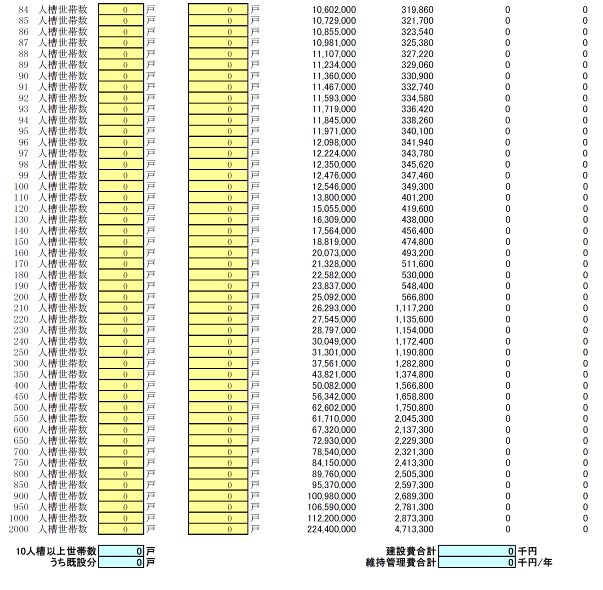 84 人槽世帯数 0 戸 0 戸 10,602,000 319,860 0 0
85 人槽世帯数 0 戸 0 戸 10,729,000 321,700 0 0
86 人槽世帯数 0 戸 0 戸 10,855,000 323,540 0 0
87 人槽世帯数 0 戸 0 戸 10,981,000 325,380 0 0
88 人槽世帯数 0 戸 0 戸 11,107,000 327,220 0 0
89 人槽世帯数 0 戸 0 戸 11,234,000 329,060 0 0
90 人槽世帯数 0 戸 0 戸 11,360,000 330,900 0 0
91 人槽世帯数 0 戸 0 戸 11,467,000 332,740 0 0
92 人槽世帯数 0 戸 0 戸 11,593,000 334,580 0 0
93 人槽世帯数 0 戸 0 戸 11,719,000 336,420 0 0
94 人槽世帯数 0 戸 0 戸 11,845,000 338,260 0 0
95 人槽世帯数 0 戸 0 戸 11,971,000 340,100 0 0
96 人槽世帯数 0 戸 0 戸 12,098,000 341,940 0 0
97 人槽世帯数 0 戸 0 戸 12,224,000 343,780 0 0
98 人槽世帯数 0 戸 0 戸 12,350,000 345,620 0 0
99 人槽世帯数 0 戸 0 戸 12,476,000 347,460 0 0
100 人槽世帯数 0 戸 0 戸 12,546,000 349,300 0 0
110 人槽世帯数 0 戸 0 戸 13,800,000 401,200 0 0
120 人槽世帯数 0 戸 0 戸 15,055,000 419,600 0 0
130 人槽世帯数 0 戸 0 戸 16,309,000 438,000 0 0
140 人槽世帯数 0 戸 0 戸 17,564,000 456,400 0 0
150 人槽世帯数 0 戸 0 戸 18,819,000 474,800 0 0
160 人槽世帯数 0 戸 0 戸 20,073,000 493,200 0 0
170 人槽世帯数 0 戸 0 戸 21,328,000 511,600 0 0
180 人槽世帯数 0 戸 0 戸 22,582,000 530,000 0 0
190 人槽世帯数 0 戸 0 戸 23,837,000 548,400 0 0
200 人槽世帯数 0 戸 0 戸 25,092,000 566,800 0 0
210 人槽世帯数 0 戸 0 戸 26,293,000 1,117,200 0 0
220 人槽世帯数 0 戸 0 戸 27,545,000 1,135,600 0 0
230 人槽世帯数 0 戸 0 戸 28,797,000 1,154,000 0 0
240 人槽世帯数 0 戸 0 戸 30,049,000 1,172,400 0 0
250 人槽世帯数 0 戸 0 戸 31,301,000 1,190,800 0 0
300 人槽世帯数 0 戸 0 戸 37,561,000 1,282,800 0 0
350 人槽世帯数 0 戸 0 戸 43,821,000 1,374,800 0 0
400 人槽世帯数 0 戸 0 戸 50,082,000 1,566,800 0 0
450 人槽世帯数 0 戸 0 戸 56,342,000 1,658,800 0 0
500 人槽世帯数 0 戸 0 戸 62,602,000 1,750,800 0 0
550 人槽世帯数 0 戸 0 戸 61,710,000 2,045,300 0 0
600 人槽世帯数 0 戸 0 戸 67,320,000 2,137,300 0 0
650 人槽世帯数 0 戸 0 戸 72,930,000 2,229,300 0 0
700 人槽世帯数 0 戸 0 戸 78,540,000 2,321,300 0 0
750 人槽世帯数 0 戸 0 戸 84,150,000 2,413,300 0 0
800 人槽世帯数 0 戸 0 戸 89,760,000 2,505,300 0 0
850 人槽世帯数 0 戸 0 戸 95,370,000 2,597,300 0 0
900 人槽世帯数 0 戸 0 戸 100,980,000 2,689,300 0 0
950 人槽世帯数 0 戸 0 戸 106,590,000 2,781,300 0 0
1000 人槽世帯数 0 戸 0 戸 112,200,000 2,873,300 0 0
2000 人槽世帯数 0 戸 0 戸 224,400,000 4,713,300 0 0
10人槽以上世帯数 0 戸 建設費合計 0 千円
うち既設分 0 戸 維持管理費合計 0 千円/年